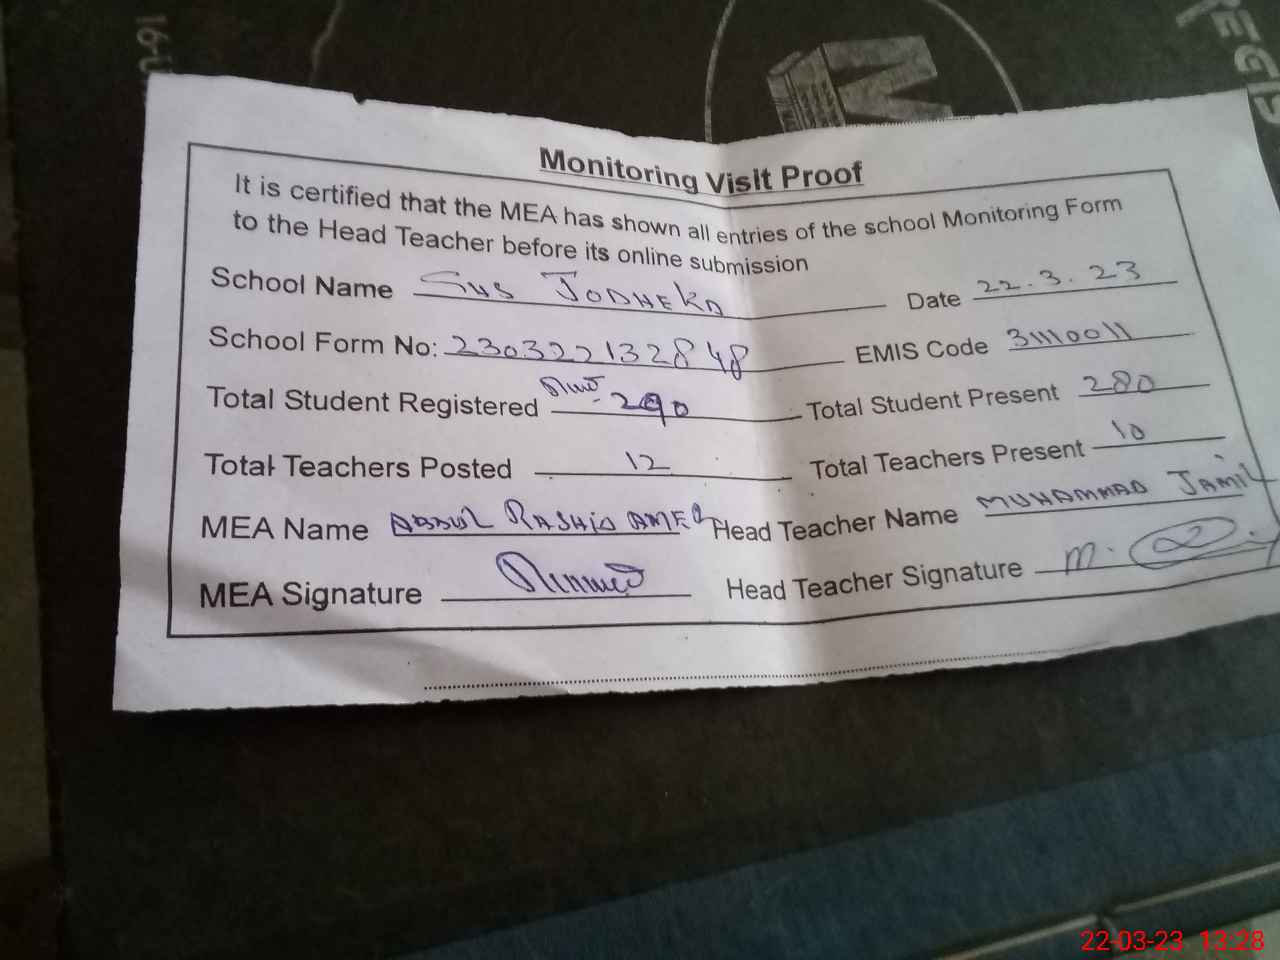 REGIS
M
Monitoring Visit Proof
It is certified that the MEA has shown all entries of the school Monitoring Form
to the Head Teacher before its online submission
School Name GHS JODHEKA Date 22.3.23
School Form No: 2303221322848 EMIS Code 31110011
Total Student Registered 290 Total Student Present 280
Total Teachers Posted 12 Total Teachers Present 10
MEA Name ABDUL RASHID AMED Head Teacher Name MUHAMMAD JAMIL
MEA Signature Head Teacher Signature
22-03-23 13:28